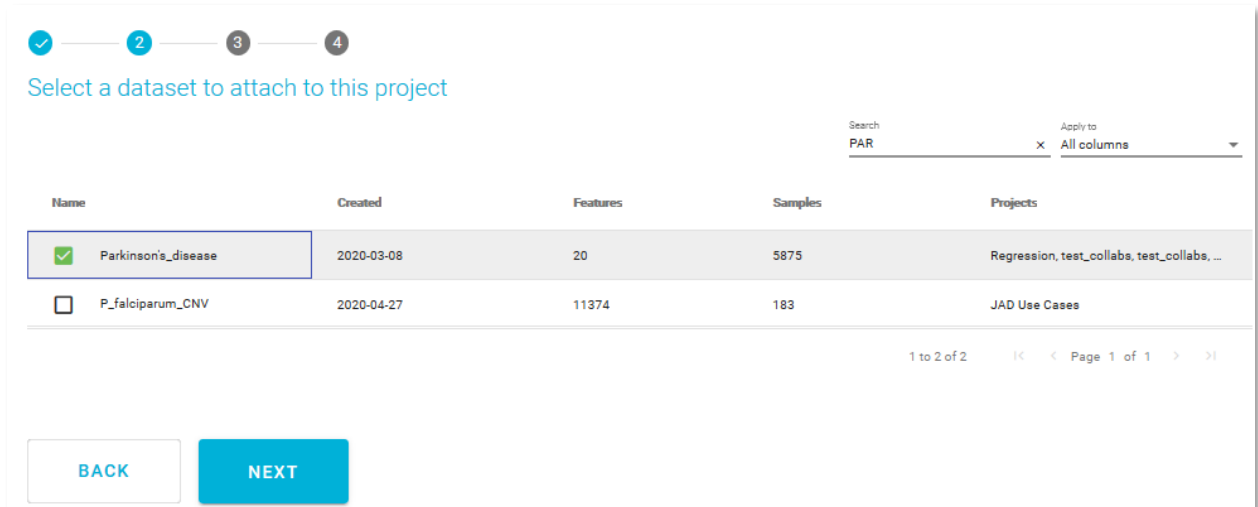 2 3 4
Select a dataset to attach to this project
Search Apply to
PAR × All columns
Name Created Features Samples Projects
Parkinson's_disease 2020-03-08 20 5875 Regression, test_collabs, test_collabs, ...
P_falciparum_CNV 2020-04-27 11374 183 JAD Use Cases
1 to 2 of 2 Page 1 of 1
BACK NEXT